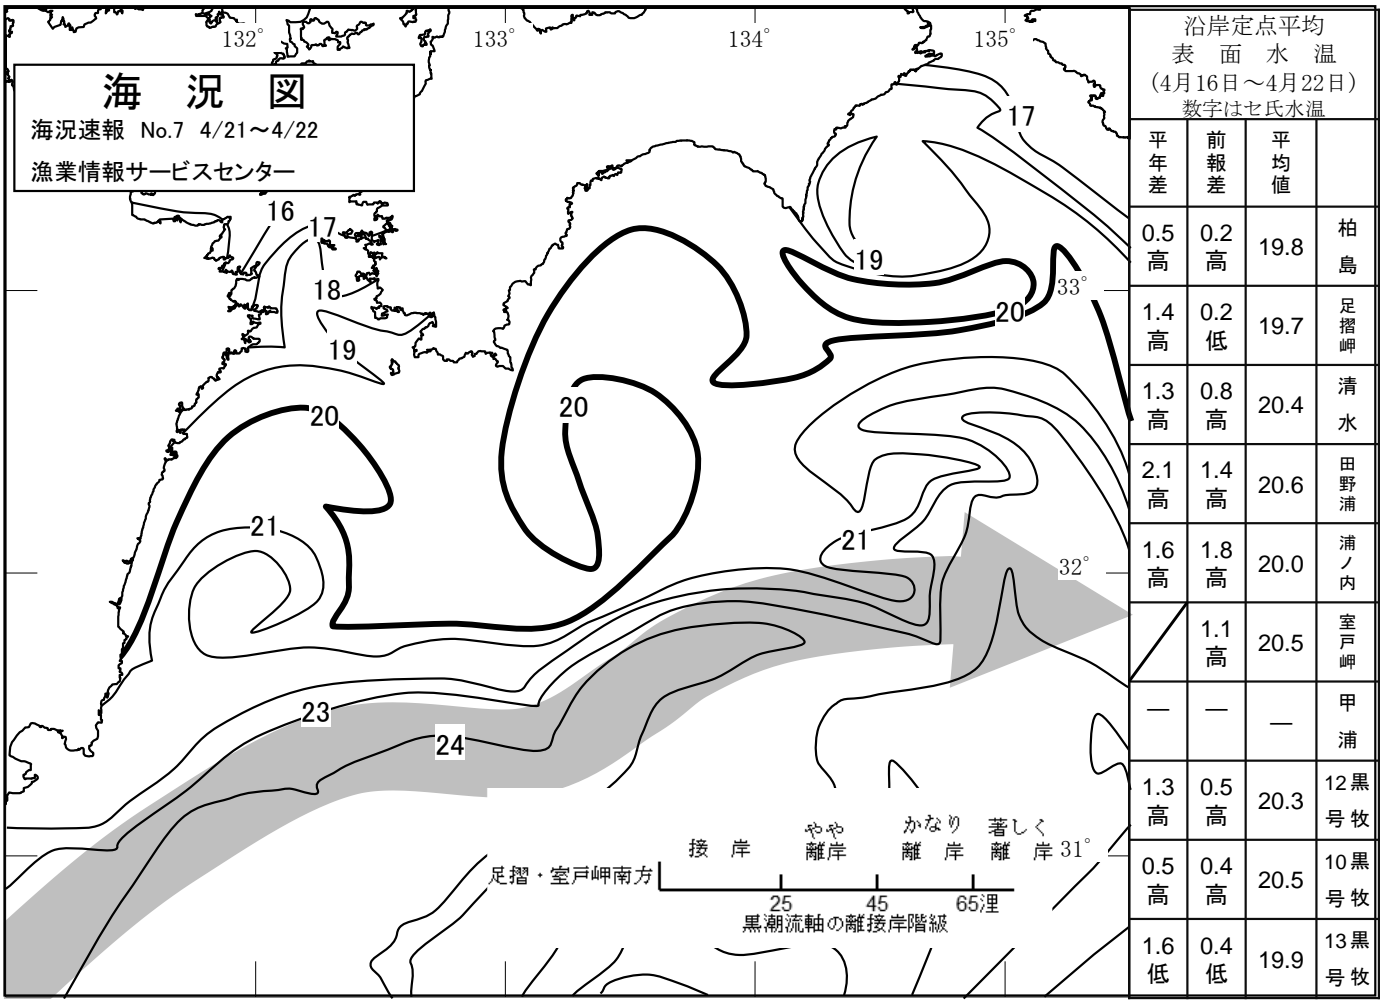 132°
133°
134°
135°
海 況 図
海況速報 No.7 4/21～4/22
漁業情報サービスセンター
16
17
18
19
20
21
20
19
17
20
33°
21
32°
23
24
接 岸
やや
離岸
かなり
離 岸
著しく
離 岸
31°
足摺・室戸岬南方
25
45
65浬
黒潮流軸の離接岸階級
沿岸定点平均
表 面 水 温
(4月16日～4月22日)
数字はセ氏水温
平年差 前報差 平均値
0.5高 0.2高 19.8 柏島
1.4高 0.2低 19.7 足摺岬
1.3高 0.8高 20.4 清水
2.1高 1.4高 20.6 田野浦
1.6高 1.8高 20.0 浦ノ内
1.1高 20.5 室戸岬
— — — 甲浦
1.3高 0.5高 20.3 黒牧12号
0.5高 0.4高 20.5 黒牧10号
1.6低 0.4低 19.9 黒牧13号